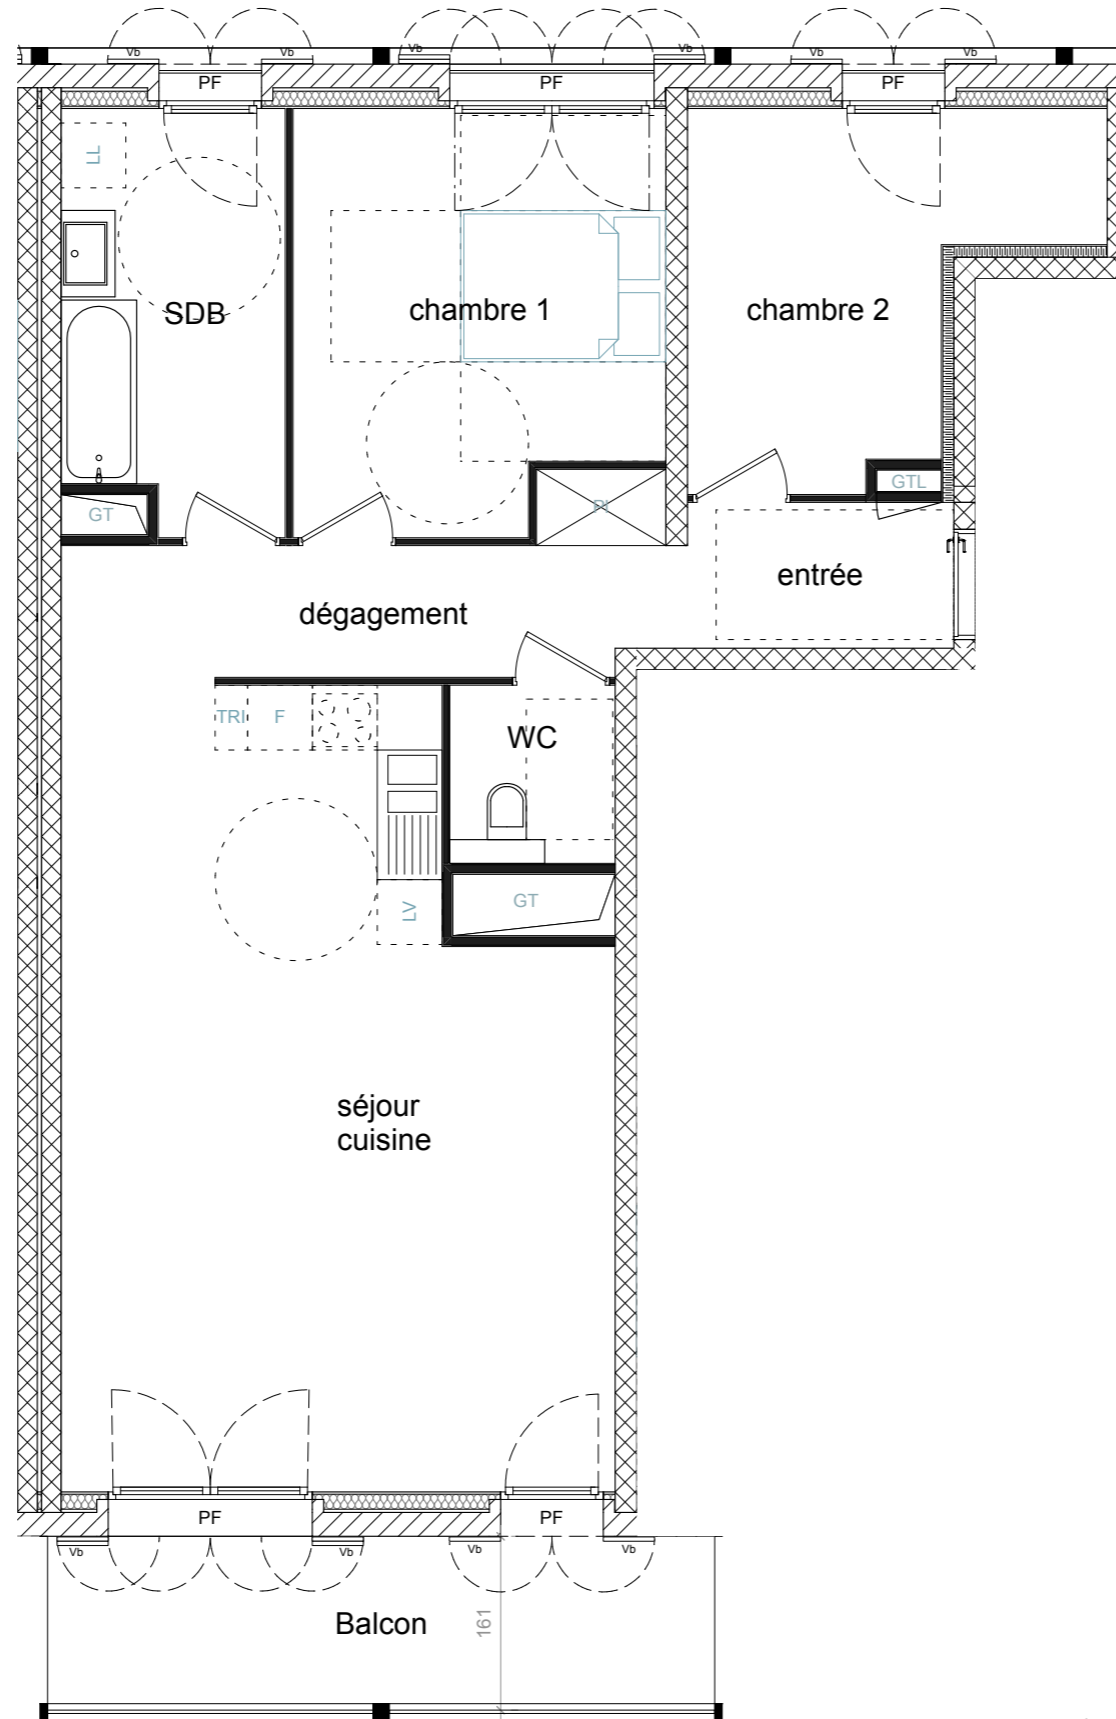 Vb Vb Vb Vb Vb Vb
PF PF PF
LL
SDB chambre 1 chambre 2
GT PL GTL
entrée
dégagement
TRI F
WC
LV GT
séjour
cuisine
PF PF
Vb Vb Vb Vb
Balcon 161